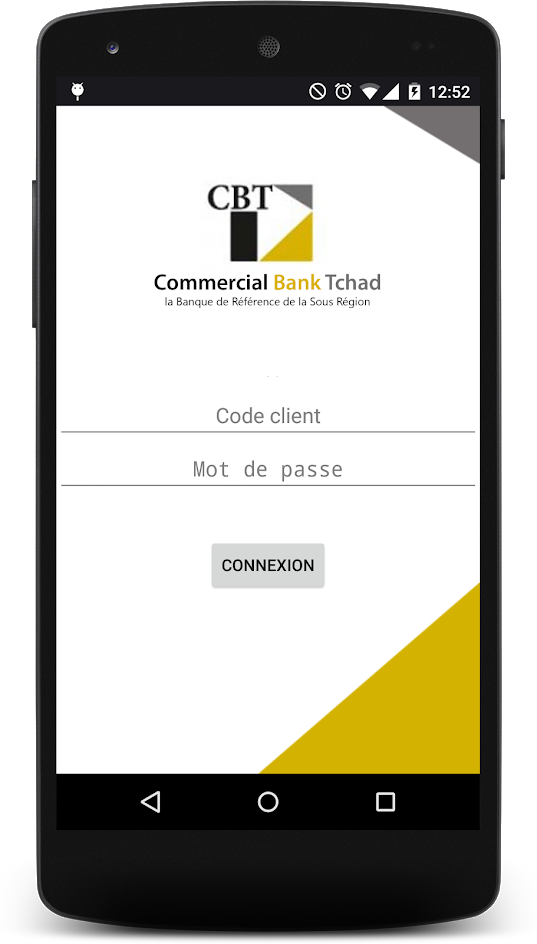 12:52
CBT
Commercial Bank Tchad
la Banque de Référence de la Sous Région
Code client
Mot de passe
CONNEXION